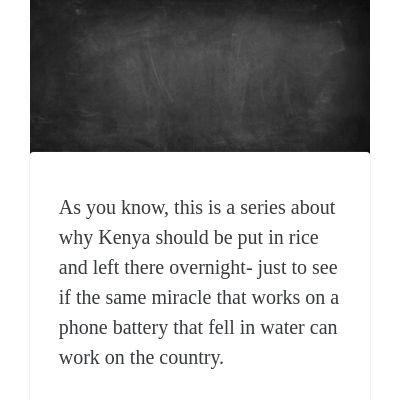 As you know, this is a series about
why Kenya should be put in rice
and left there overnight- just to see
if the same miracle that works on a
phone battery that fell in water can
work on the country.